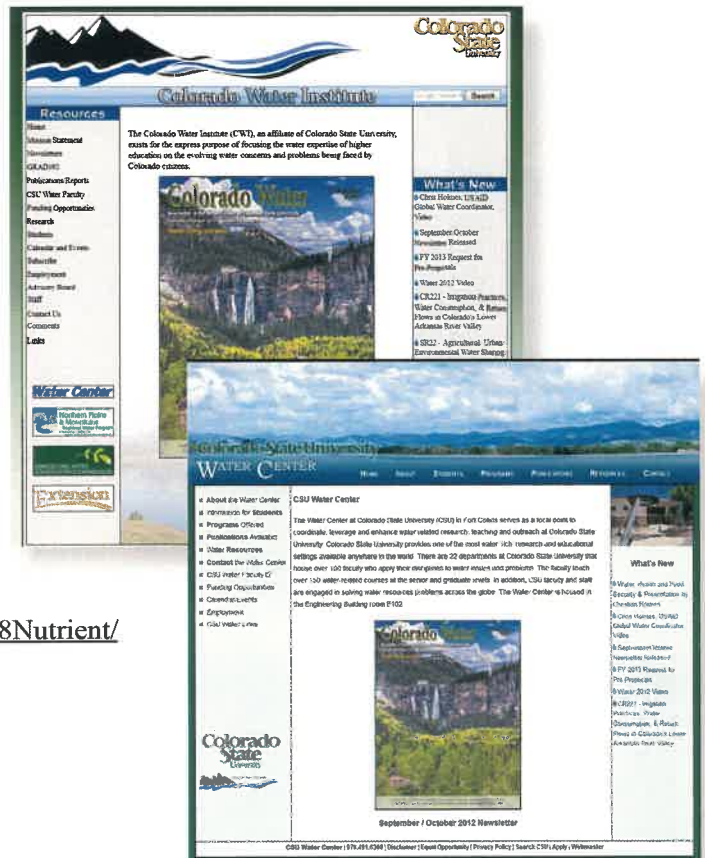 Colorado
State
University
Colorado Water Institute
Search
Resources
Home
Mission Statement
Newsletters
GRAD592
Publications/Reports
CSU Water Faculty
Funding Opportunities
Research
Students
Calendar and Events
Subscribe
Employment
Advisory Board
Staff
Contact Us
Comments
Links
Water Center
Northern Plains
& Mountains
Regional Water Program
Extension
The Colorado Water Institute (CWI), an affiliate of Colorado State University,
exists for the express purpose of focusing the water expertise of higher
education on the evolving water concerns and problems being faced by
Colorado citizens.
Colorado Water
What's New
Chris Holmes, USAID
Global Water Coordinator,
Video
September/October
Newsletter Released
FY 2013 Request for
Pre-Proposals
Water 2012 Video
CR221 - Irrigation Practices,
Water Consumption, & Return
Flows in Colorado's Lower
Arkansas River Valley
SR22 - Agricultural/Urban/
Environmental Water Sharing
8Nutrient/
Colorado State University
WATER CENTER
HOME ABOUT STUDENTS PROGRAMS PUBLICATIONS RESOURCES CONTACT
About the Water Center
Information for Students
Programs Offered
Publications Available
Water Resources
Contact the Water Center
CSU Water Faculty
Funding Opportunities
Calendar/Events
Employment
CSU Water Links
Colorado
State
University
CSU Water Center
The Water Center at Colorado State University (CSU) in Fort Collins serves as a focal point to
coordinate, leverage and enhance water related research, teaching and outreach at Colorado State
University. Colorado State University provides one of the most water rich research and educational
settings available anywhere in the world. There are 22 departments at Colorado State University that
house over 100 faculty who apply their disciplines to water issues and problems. The faculty teach
over 150 water-related courses at the senior and graduate levels. In addition, CSU faculty and staff
are engaged in solving water resources problems across the globe. The Water Center is housed in
the Engineering Building room E102.
Colorado Water
September / October 2012 Newsletter
What's New
Water, Health and Food
Security & Presentation by
Christian Holmes
Chris Holmes, USAID
Global Water Coordinator
Video
September/October
Newsletter Released
FY 2013 Request for
Pre-Proposals
Water 2012 Video
CR221 - Irrigation
Practices, Water
Consumption, & Return
Flows in Colorado's Lower
Arkansas River Valley
CSU Water Center | 970.491.6308 | Disclaimer | Equal Opportunity | Privacy Policy | Search CSU | Apply | Webmaster